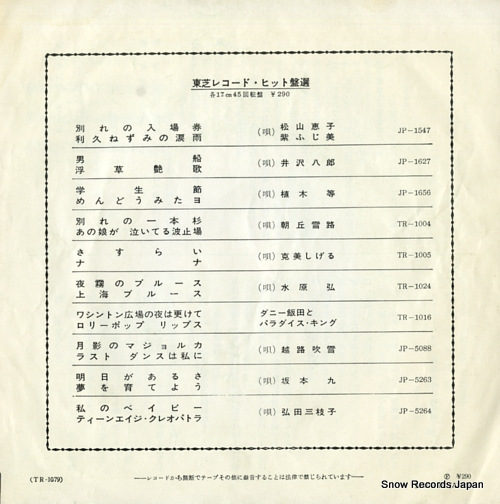 東芝レコード・ヒット盤選
各17cm45回転盤 ¥290
別れの入場券 (唄) 松山恵子 JP-1547
利久ねずみの涙雨 紫ふじ美
男船 (唄) 井沢八郎 JP-1627
浮草艶歌
学生節 (唄) 植木等 JP-1656
めんどうみたヨ
別れの一本杉 (唄) 朝丘雪路 TR-1004
あの娘が 泣いてる波止場
さすらい (唄) 克美しげる TR-1005
ナナ
夜霧のブルース (唄) 水原弘 TR-1024
上海ブルース
ワシントン広場の夜は更けて ダニー飯田と TR-1016
ロリーポップ リップス パラダイス・キング
月影のマジョルカ (唄) 越路吹雪 JP-5088
ラスト ダンスは私に
明日があるさ (唄) 坂本九 JP-5263
夢を育てよう
私のベイビー (唄) 弘田三枝子 JP-5264
ティーンエイジ・クレオパトラ
(TR-1079) レコードから無断でテープその他に録音することは法律で禁じられています Ⓟ ¥290
Snow Records Japan